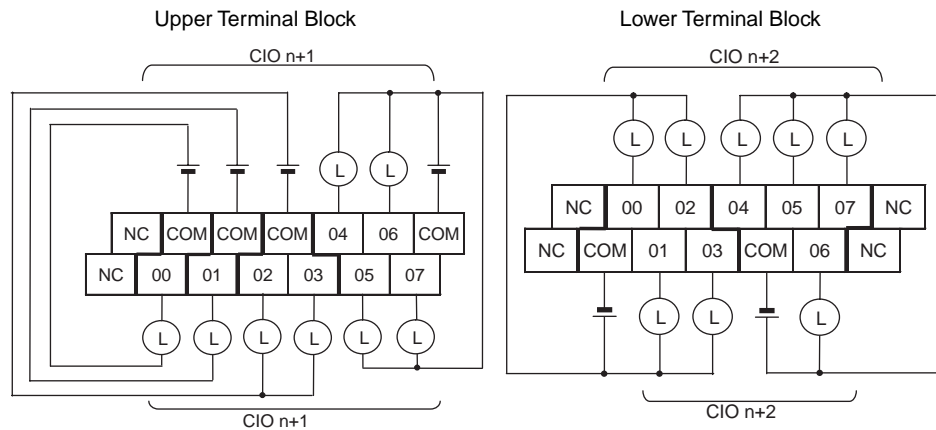 Upper Terminal Block
Lower Terminal Block
CIO n+1
CIO n+2
L L
L L L L L
NC COM COM COM 04 06 COM
NC 00 02 04 05 07 NC
NC 00 01 02 03 05 07
NC COM 01 03 COM 06 NC
L L L L L L
L L L
CIO n+1
CIO n+2